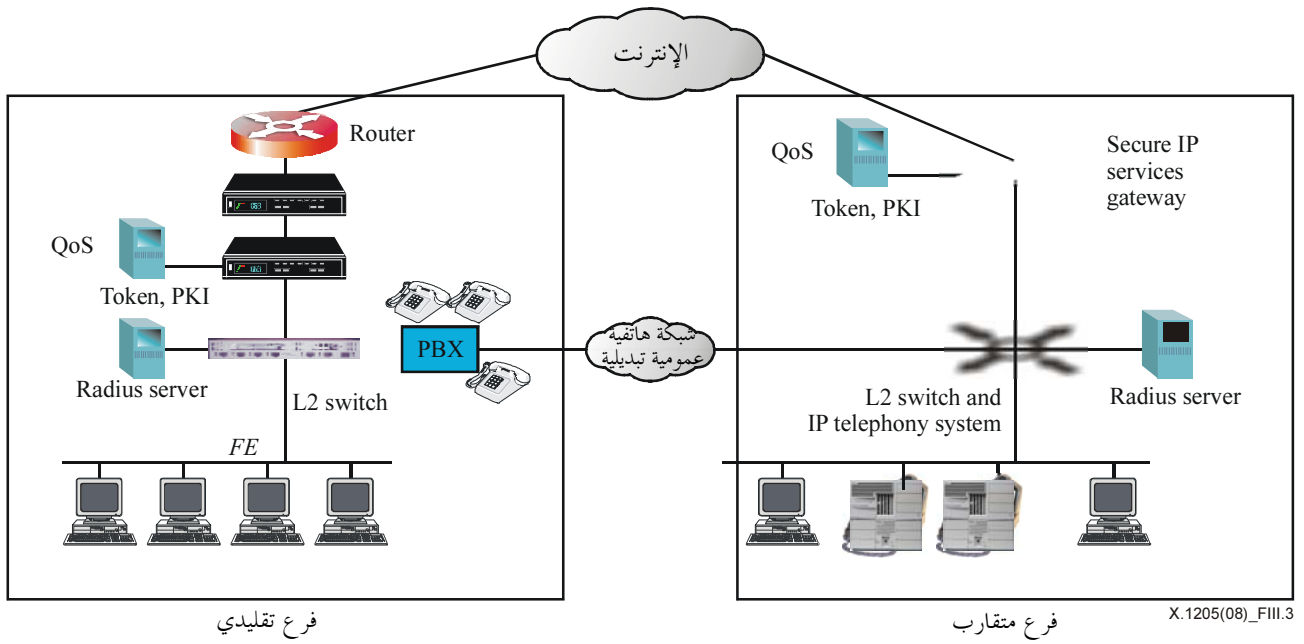 الإنترنت
Router
QoS
Token, PKI
Radius server
L2 switch
FE
PBX
شبكة هاتفية
عمومية تبديلية
QoS
Token, PKI
Secure IP
services
gateway
L2 switch and
IP telephony system
Radius server
فرع تقليدي
فرع متقارب
X.1205(08)_FIII.3